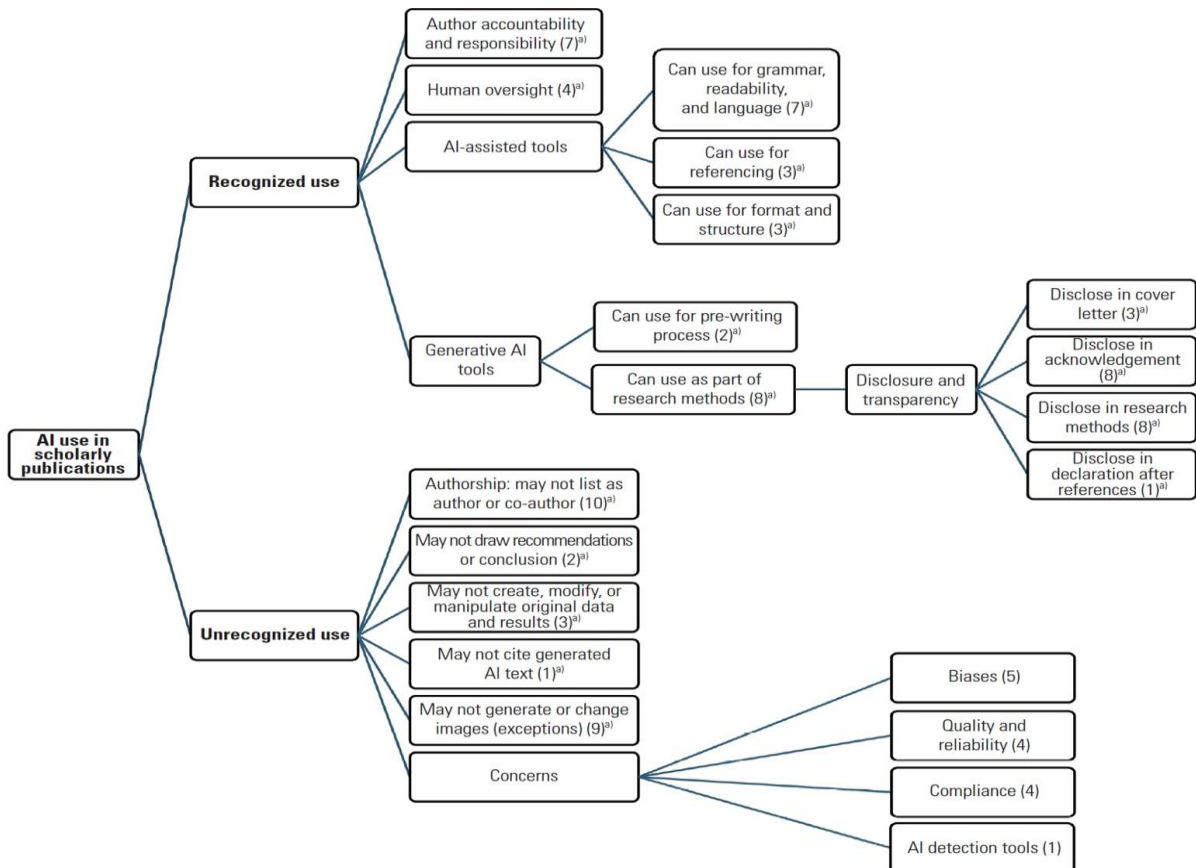 Author accountability
and responsibility (7)a)
Human oversight (4)a)
AI-assisted tools
Can use for grammar,
readability,
and language (7)a)
Can use for
referencing (3)a)
Can use for format and
structure (3)a)
Recognized use
Generative AI
tools
Can use for pre-writing
process (2)a)
Can use as part of
research methods (8)a)
Disclosure and
transparency
Disclose in cover
letter (3)a)
Disclose in
acknowledgement
(8)a)
Disclose in research
methods (8)a)
Disclose in
declaration after
references (1)a)
AI use in
scholarly
publications
Authorship: may not list as
author or co-author (10)a)
May not draw recommendations
or conclusion (2)a)
May not create, modify, or
manipulate original data
and results (3)a)
Unrecognized use
May not cite generated
AI text (1)a)
May not generate or change
images (exceptions) (9)a)
Concerns
Biases (5)
Quality and
reliability (4)
Compliance (4)
AI detection tools (1)